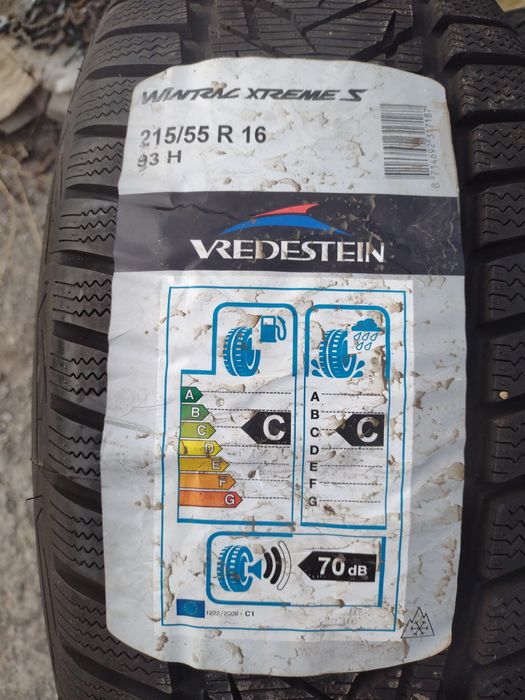 WINTRAC XTREME S
215/55 R 16
93 H
VREDESTEIN
A
B
C
D
E
F
G
C
A
B
C
D
E
F
G
C
70 dB
1222/2009 - C1